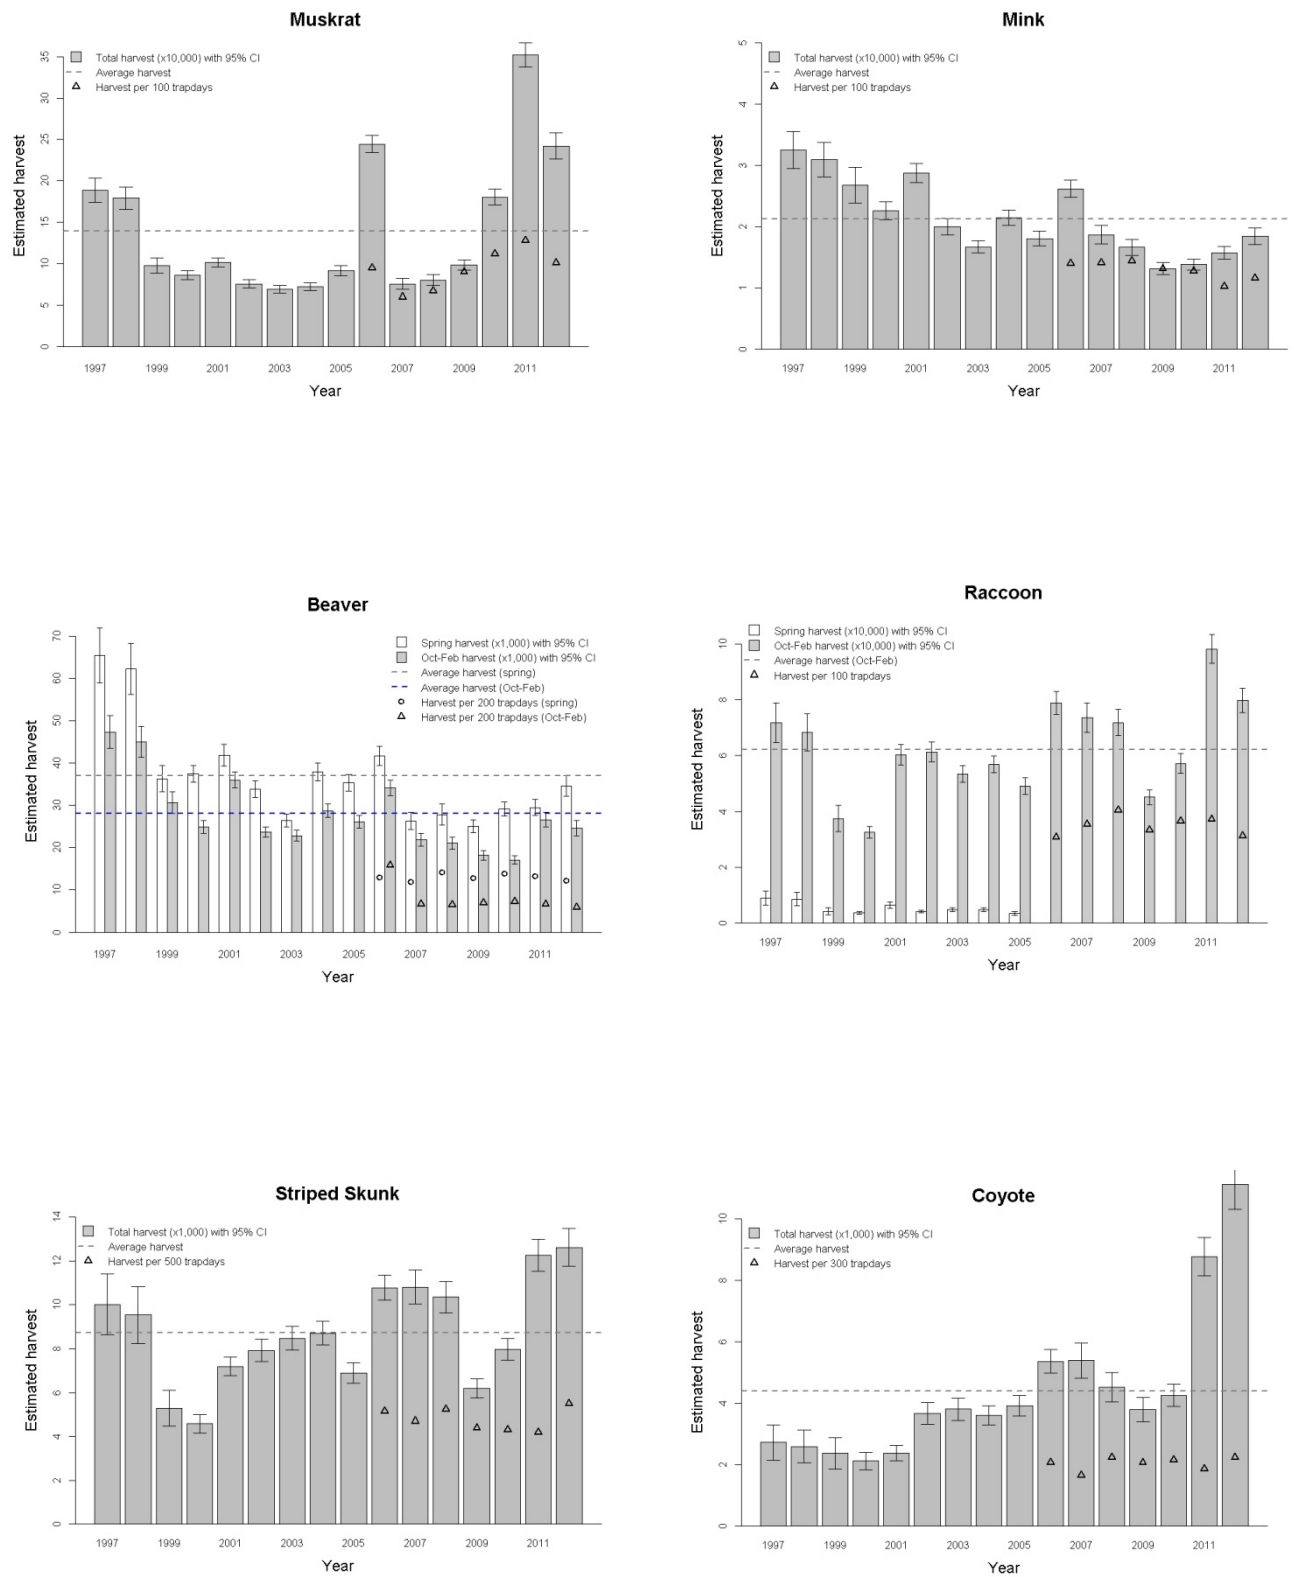 Muskrat
Total harvest (x10,000) with 95% CI
Average harvest
Harvest per 100 trapdays
Estimated harvest
35
30
25
20
15
10
5
0
1997 1999 2001 2003 2005 2007 2009 2011
Year
Mink
Total harvest (x10,000) with 95% CI
Average harvest
Harvest per 100 trapdays
Estimated harvest
5
4
3
2
1
0
1997 1999 2001 2003 2005 2007 2009 2011
Year
Beaver
Spring harvest (x1,000) with 95% CI
Oct-Feb harvest (x1,000) with 95% CI
Average harvest (spring)
Average harvest (Oct-Feb)
Harvest per 200 trapdays (spring)
Harvest per 200 trapdays (Oct-Feb)
Estimated harvest
70
60
50
40
30
20
10
0
1997 1999 2001 2003 2005 2007 2009 2011
Year
Raccoon
Spring harvest (x10,000) with 95% CI
Oct-Feb harvest (x10,000) with 95% CI
Average harvest (Oct-Feb)
Harvest per 100 trapdays
Estimated harvest
10
8
6
4
2
0
1997 1999 2001 2003 2005 2007 2009 2011
Year
Striped Skunk
Total harvest (x1,000) with 95% CI
Average harvest
Harvest per 500 trapdays
Estimated harvest
14
12
10
8
6
4
2
0
1997 1999 2001 2003 2005 2007 2009 2011
Year
Coyote
Total harvest (x1,000) with 95% CI
Average harvest
Harvest per 300 trapdays
Estimated harvest
10
8
6
4
2
0
1997 1999 2001 2003 2005 2007 2009 2011
Year